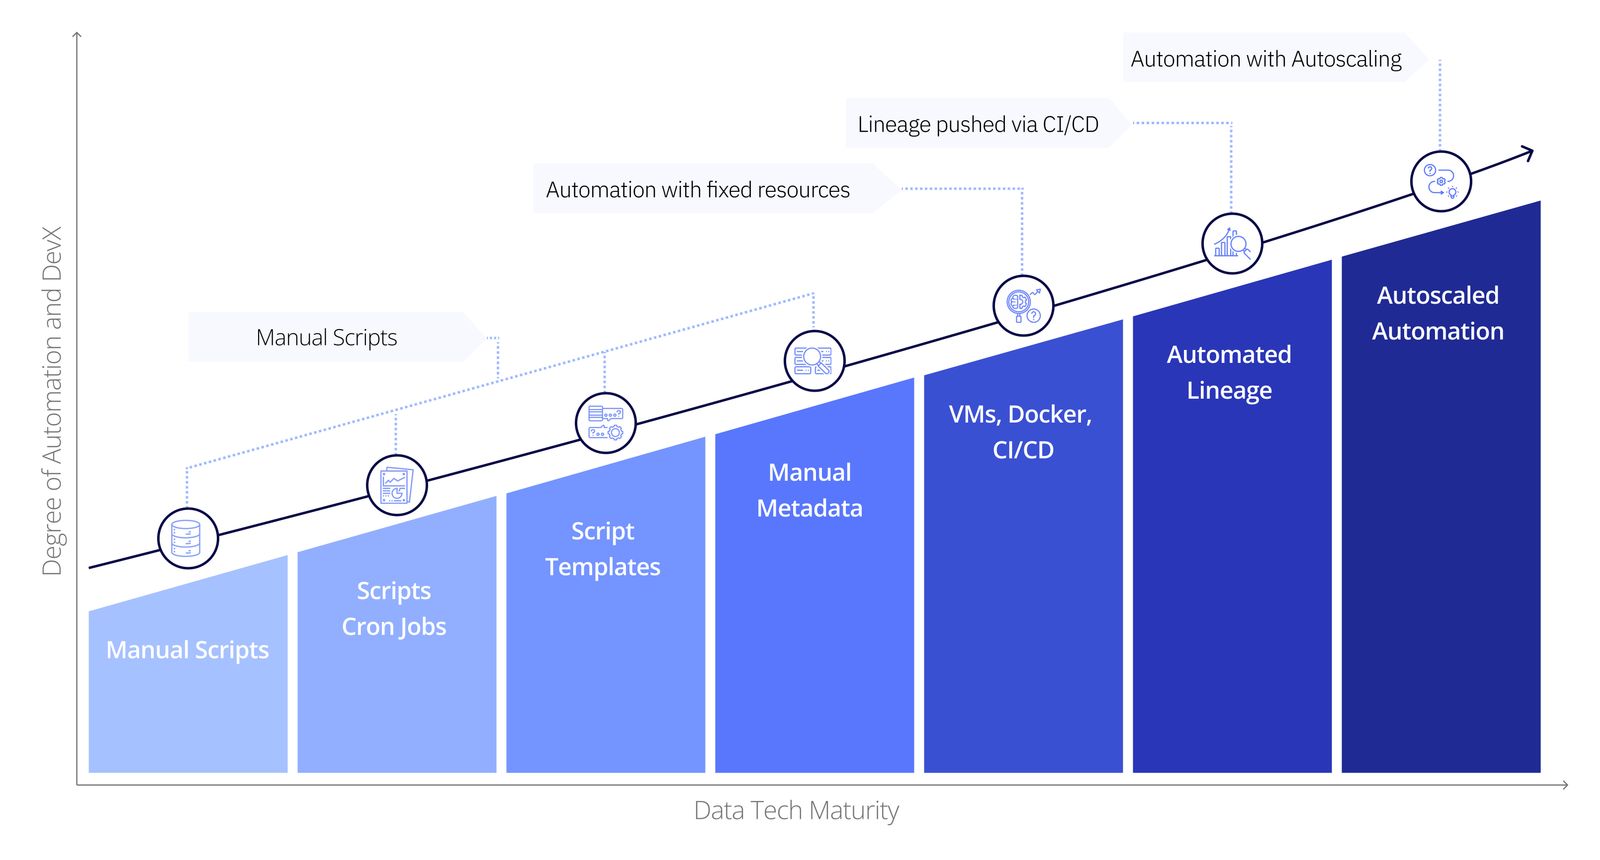 Automation with Autoscaling
Lineage pushed via CI/CD
Automation with fixed resources
Manual Scripts
Degree of Automation and DevX
Manual Scripts
Scripts
Cron Jobs
Script
Templates
Manual
Metadata
VMs, Docker,
CI/CD
Automated
Lineage
Autoscaled
Automation
Data Tech Maturity